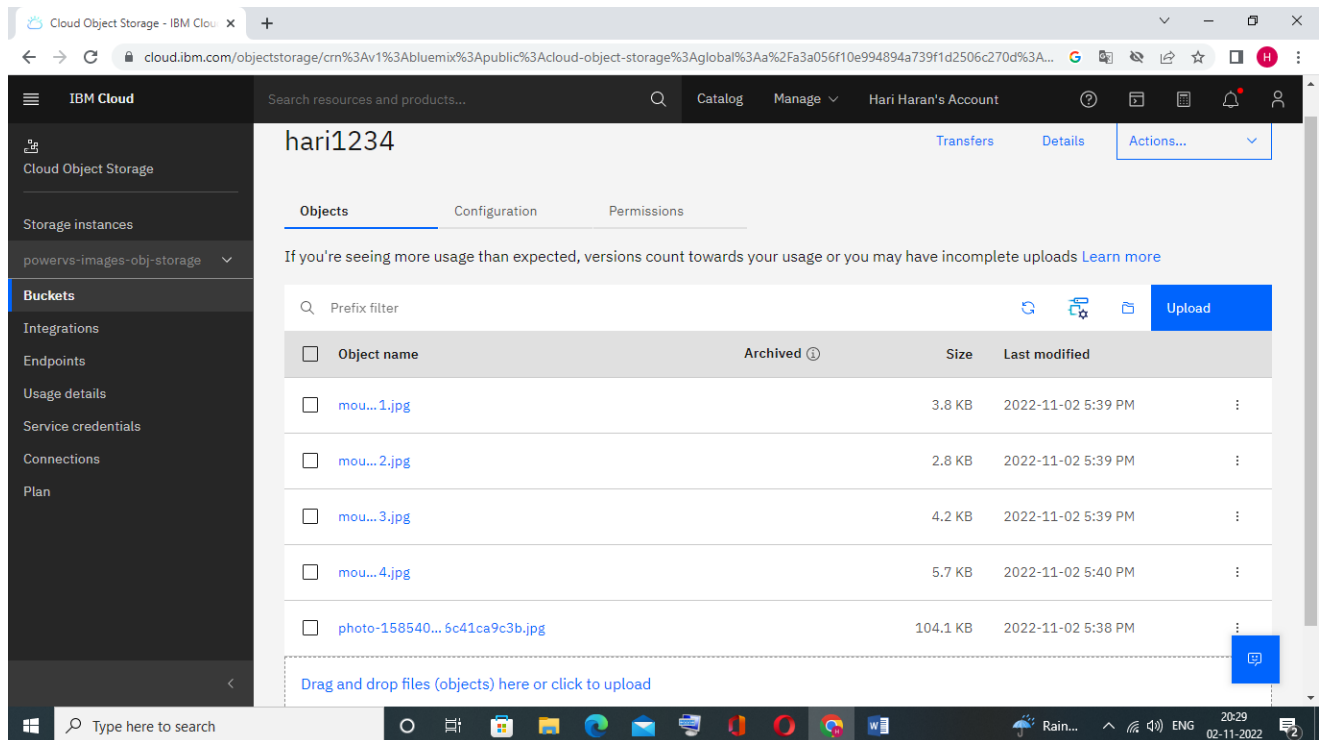 Cloud Object Storage - IBM Clou
cloud.ibm.com/objectstorage/crn%3Av1%3Abluemix%3Apublic%3Acloud-object-storage%3Aglobal%3Aa%2Fa3a056f10e994894a739f1d2506c270d%3A...
IBM Cloud
Search resources and products...
Catalog
Manage
Hari Haran's Account
Cloud Object Storage
Storage instances
powervs-images-obj-storage
Buckets
Integrations
Endpoints
Usage details
Service credentials
Connections
Plan
hari1234
Transfers
Details
Actions...
Objects
Configuration
Permissions
If you're seeing more usage than expected, versions count towards your usage or you may have incomplete uploads Learn more
Prefix filter
Upload
Object name Archived Size Last modified
mou...1.jpg 3.8 KB 2022-11-02 5:39 PM
mou...2.jpg 2.8 KB 2022-11-02 5:39 PM
mou...3.jpg 4.2 KB 2022-11-02 5:39 PM
mou...4.jpg 5.7 KB 2022-11-02 5:40 PM
photo-158540...6c41ca9c3b.jpg 104.1 KB 2022-11-02 5:38 PM
Drag and drop files (objects) here or click to upload
Type here to search
Rain...
ENG
20:29
02-11-2022
2